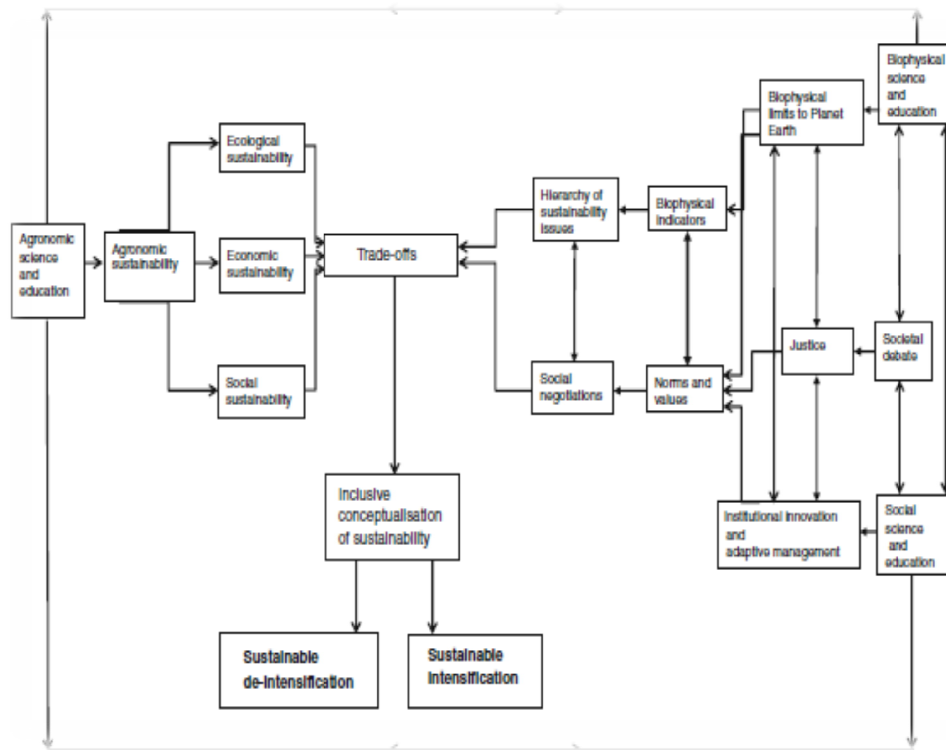 Agronomic
science
and
education
Agronomic
sustainability
Ecological
sustainability
Economic
sustainability
Social
sustainability
Trade-offs
Inclusive
conceptualisation
of sustainability
Sustainable
de-intensification
Sustainable
intensification
Hierarchy of
sustainability
issues
Social
negotiations
Biophysical
indicators
Norms and
values
Biophysical
limits to Planet
Earth
Justice
Institutional innovation
and
adaptive management
Biophysical
science
and
education
Societal
debate
Social
science
and
education